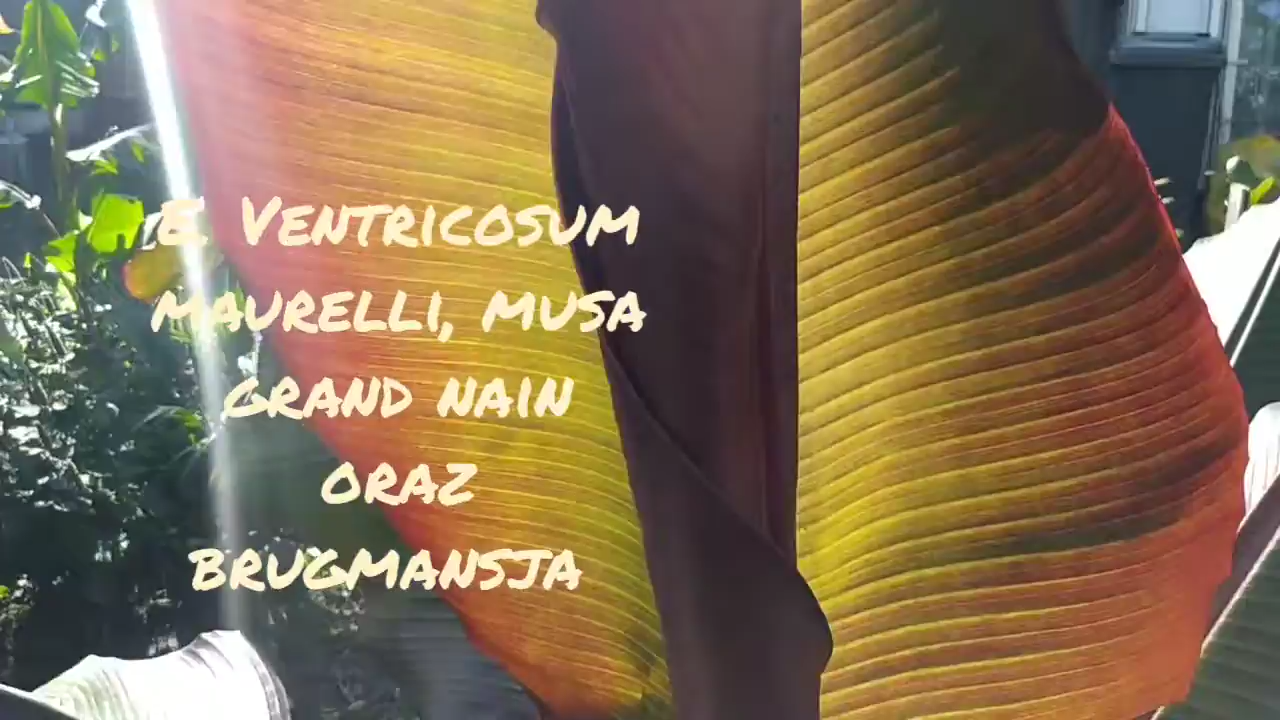 E. Ventricosum
maurelli, musa
grand nain
oraz
brugmansja